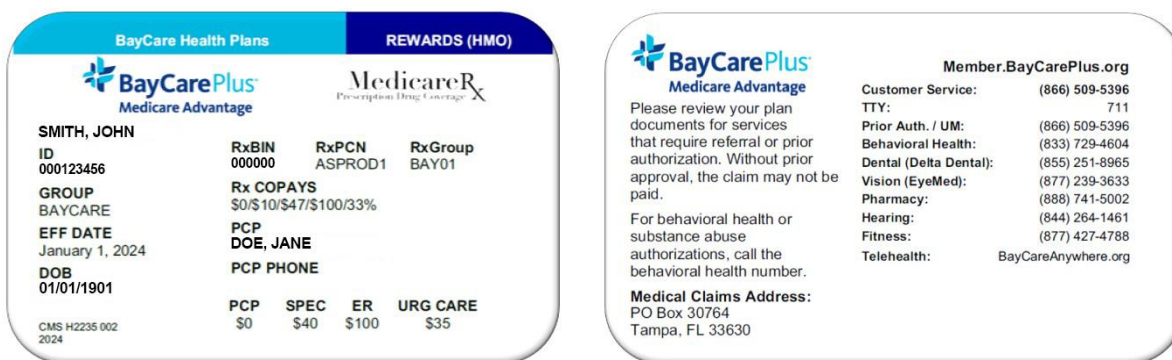 BayCare Health Plans REWARDS (HMO)
BayCarePlus
Medicare Advantage
MedicareRx
Prescription Drug Coverage
SMITH, JOHN
ID
000123456
GROUP
BAYCARE
EFF DATE
January 1, 2024
DOB
01/01/1901
CMS H2235 002
2024
RxBIN RxPCN RxGroup
000000 ASPROD1 BAY01
Rx COPAYS
$0/$10/$47/$100/33%
PCP
DOE, JANE
PCP PHONE
PCP SPEC ER URG CARE
$0 $40 $100 $35
BayCarePlus
Medicare Advantage
Please review your plan
documents for services
that require referral or prior
authorization. Without prior
approval, the claim may not be
paid.
For behavioral health or
substance abuse
authorizations, call the
behavioral health number.
Medical Claims Address:
PO Box 30764
Tampa, FL 33630
Member.BayCarePlus.org
Customer Service: (866) 509-5396
TTY: 711
Prior Auth. / UM: (866) 509-5396
Behavioral Health: (833) 729-4604
Dental (Delta Dental): (855) 251-8965
Vision (EyeMed): (877) 239-3633
Pharmacy: (888) 741-5002
Hearing: (844) 264-1461
Fitness: (877) 427-4788
Telehealth: BayCareAnywhere.org